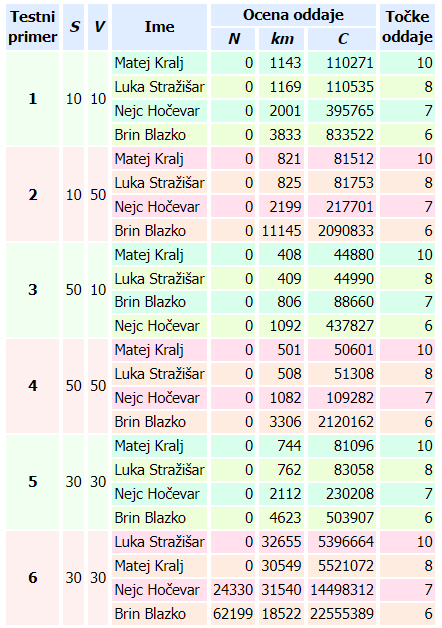 Testni primer S V Ime Ocena oddaje Točke oddaje
N km C
1 10 10
Matej Kralj 0 1143 110271 10
Luka Stražišar 0 1169 110535 8
Nejc Hočevar 0 2001 395765 7
Brin Blazko 0 3833 833522 6
2 10 50
Matej Kralj 0 821 81512 10
Luka Stražišar 0 825 81753 8
Nejc Hočevar 0 2199 217701 7
Brin Blazko 0 11145 2090833 6
3 50 10
Matej Kralj 0 408 44880 10
Luka Stražišar 0 409 44990 8
Brin Blazko 0 806 88660 7
Nejc Hočevar 0 1092 437827 6
4 50 50
Matej Kralj 0 501 50601 10
Luka Stražišar 0 508 51308 8
Nejc Hočevar 0 1082 109282 7
Brin Blazko 0 3306 2120162 6
5 30 30
Matej Kralj 0 744 81096 10
Luka Stražišar 0 762 83058 8
Nejc Hočevar 0 2112 230208 7
Brin Blazko 0 4623 503907 6
6 30 30
Luka Stražišar 0 32655 5396664 10
Matej Kralj 0 30549 5521072 8
Nejc Hočevar 24330 31540 14498312 7
Brin Blazko 62199 18522 22555389 6